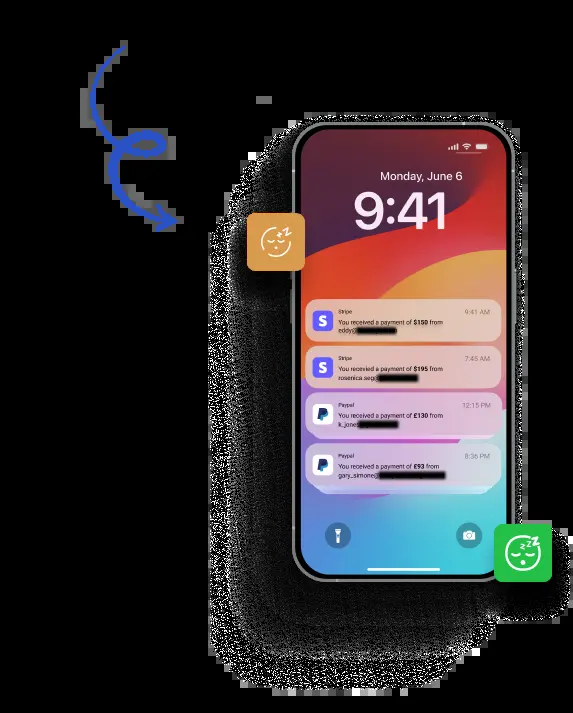 Monday, June 6
9:41
Stripe
9:41 AM
You received a payment of $150 from
eddy@
Stripe
7:45 AM
You recevied a payment of $195 from
rosenica.seg@
Paypal
12:15 PM
You received a payment of £130 from
k_jone
Paypal
8:36 PM
You received a payment of £93 from
gary_simone@